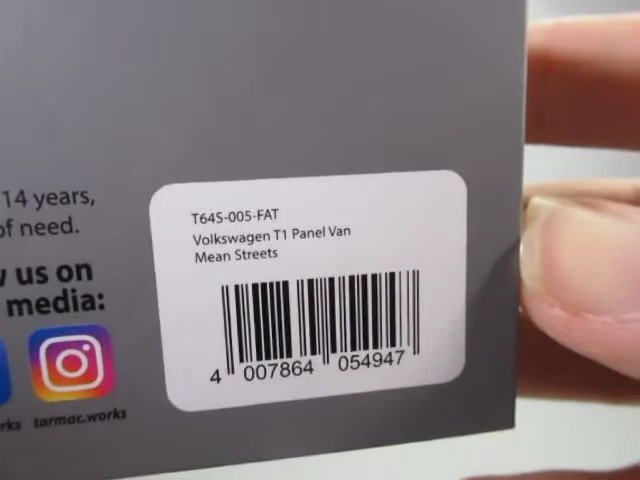 14 years,
of need.
us on
media:
rks
tarmac.works
T64S-005-FAT
Volkswagen T1 Panel Van
Mean Streets
4 007864 054947